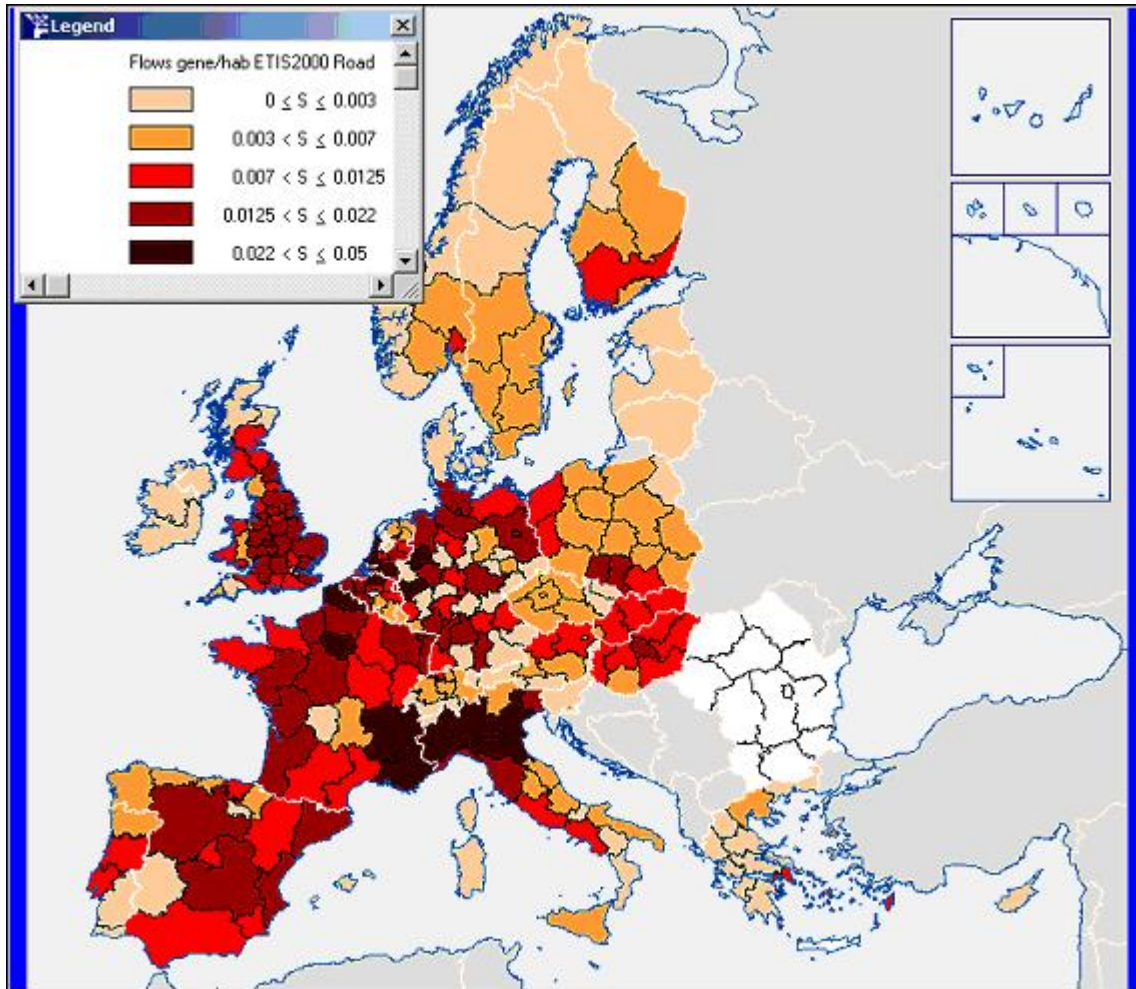 Legend
Flows gene/hab ETIS2000 Road
0 ≤ S ≤ 0.003
0.003 < S ≤ 0.007
0.007 < S ≤ 0.0125
0.0125 < S ≤ 0.022
0.022 < S ≤ 0.05